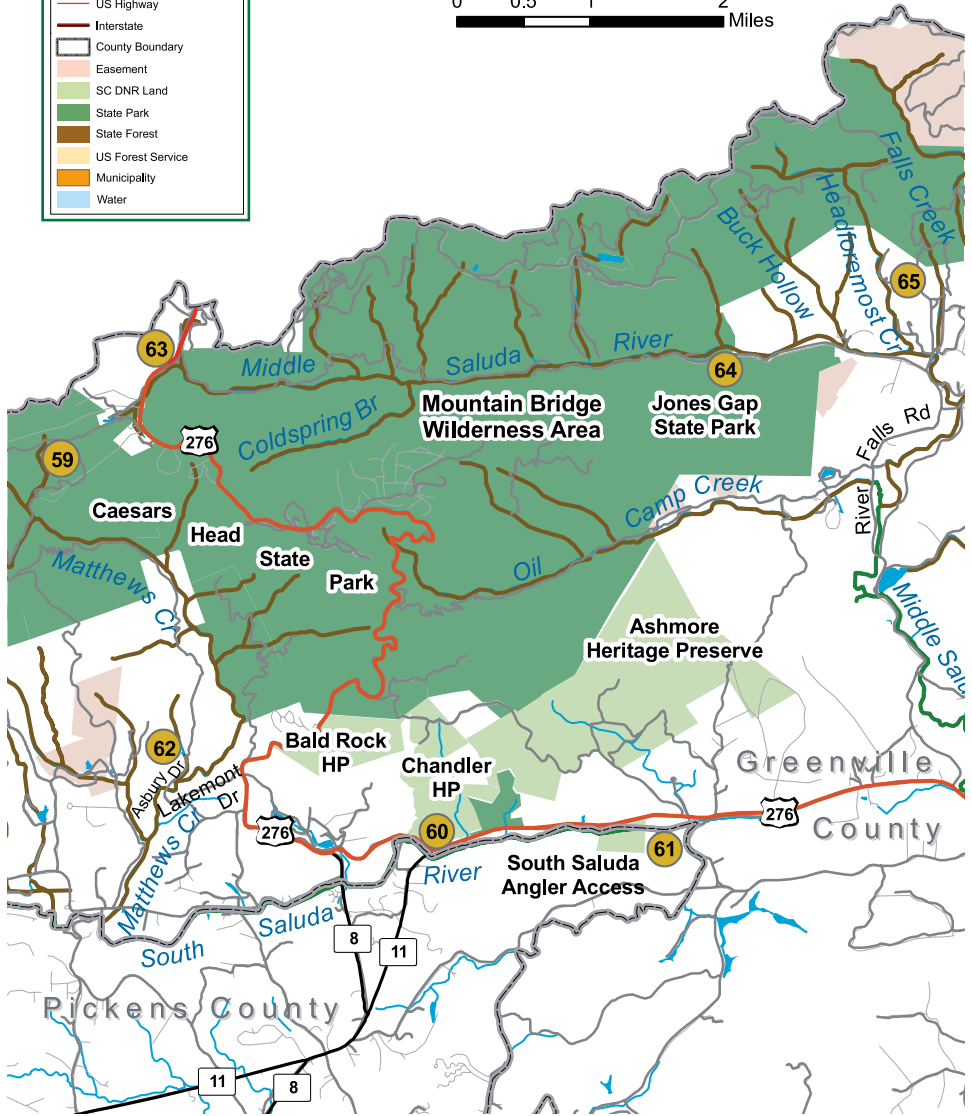 US Highway
Interstate
County Boundary
Easement
SC DNR Land
State Park
State Forest
US Forest Service
Municipality
Water
0 0.5 1 2
Miles
Falls Creek
Headforemost Cr
Buck Hollow
65
63
Middle Saluda River
64
Mountain Bridge
Wilderness Area
Jones Gap
State Park
Coldspring Br
276
59
River Falls Rd
Camp Creek
Oil
Caesars
Head
State
Park
Matthews Cr
Middle Salu
Ashmore
Heritage Preserve
62
Asbury Dr
Lakemont
Dr
Matthews Cr
Bald Rock
HP
Chandler
HP
Greenville
County
276
276
60
61
South Saluda
Angler Access
South Saluda River
8
11
Pickens County
11
8